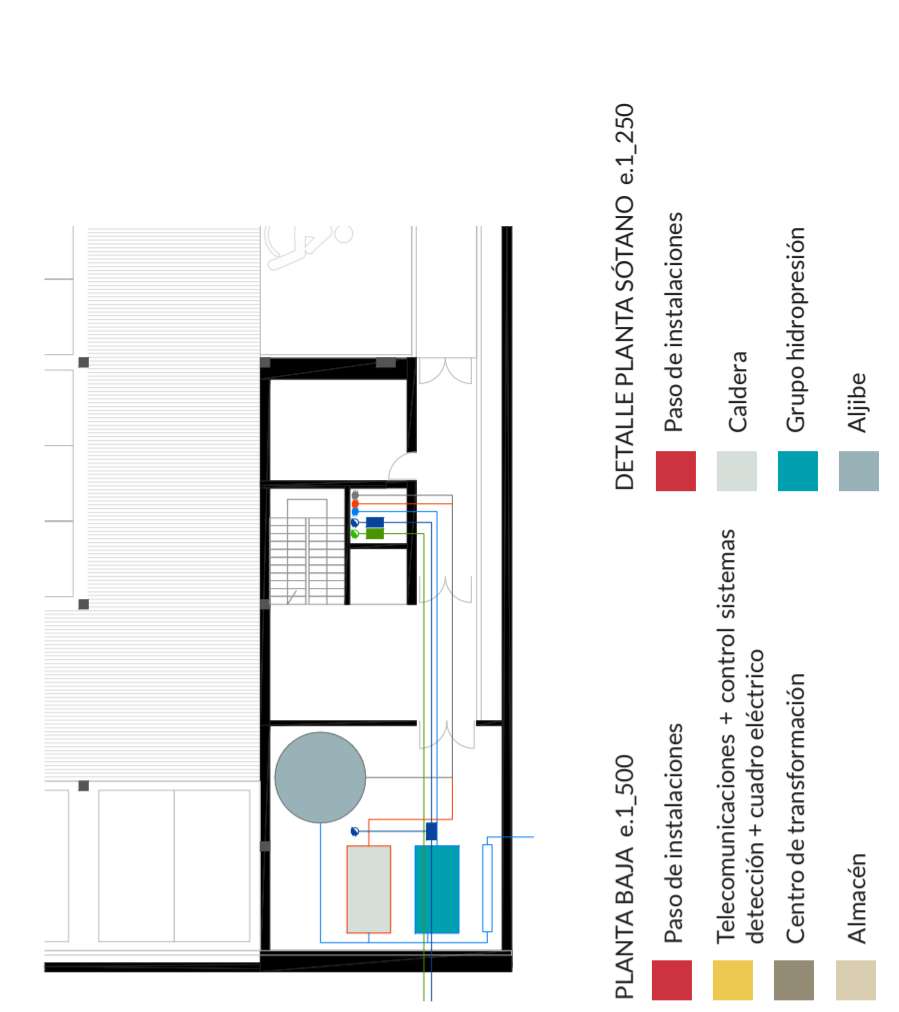 PLANTA BAJA e.1_500
Paso de instalaciones
Telecomunicaciones + control sistemas
detección + cuadro eléctrico
Centro de transformación
Almacén
DETALLE PLANTA SÓTANO e.1_250
Paso de instalaciones
Caldera
Grupo hidropresión
Aljibe